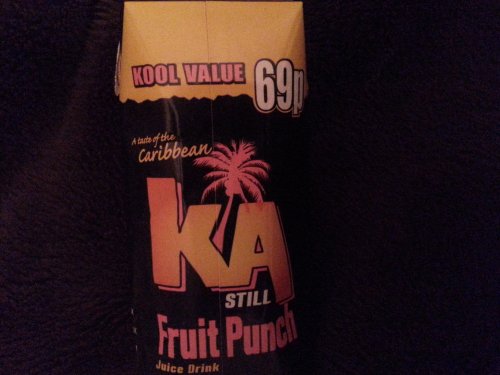 KOOL VALUE 69p
A taste of the
Caribbean
KA
STILL
Fruit Punch
Juice Drink